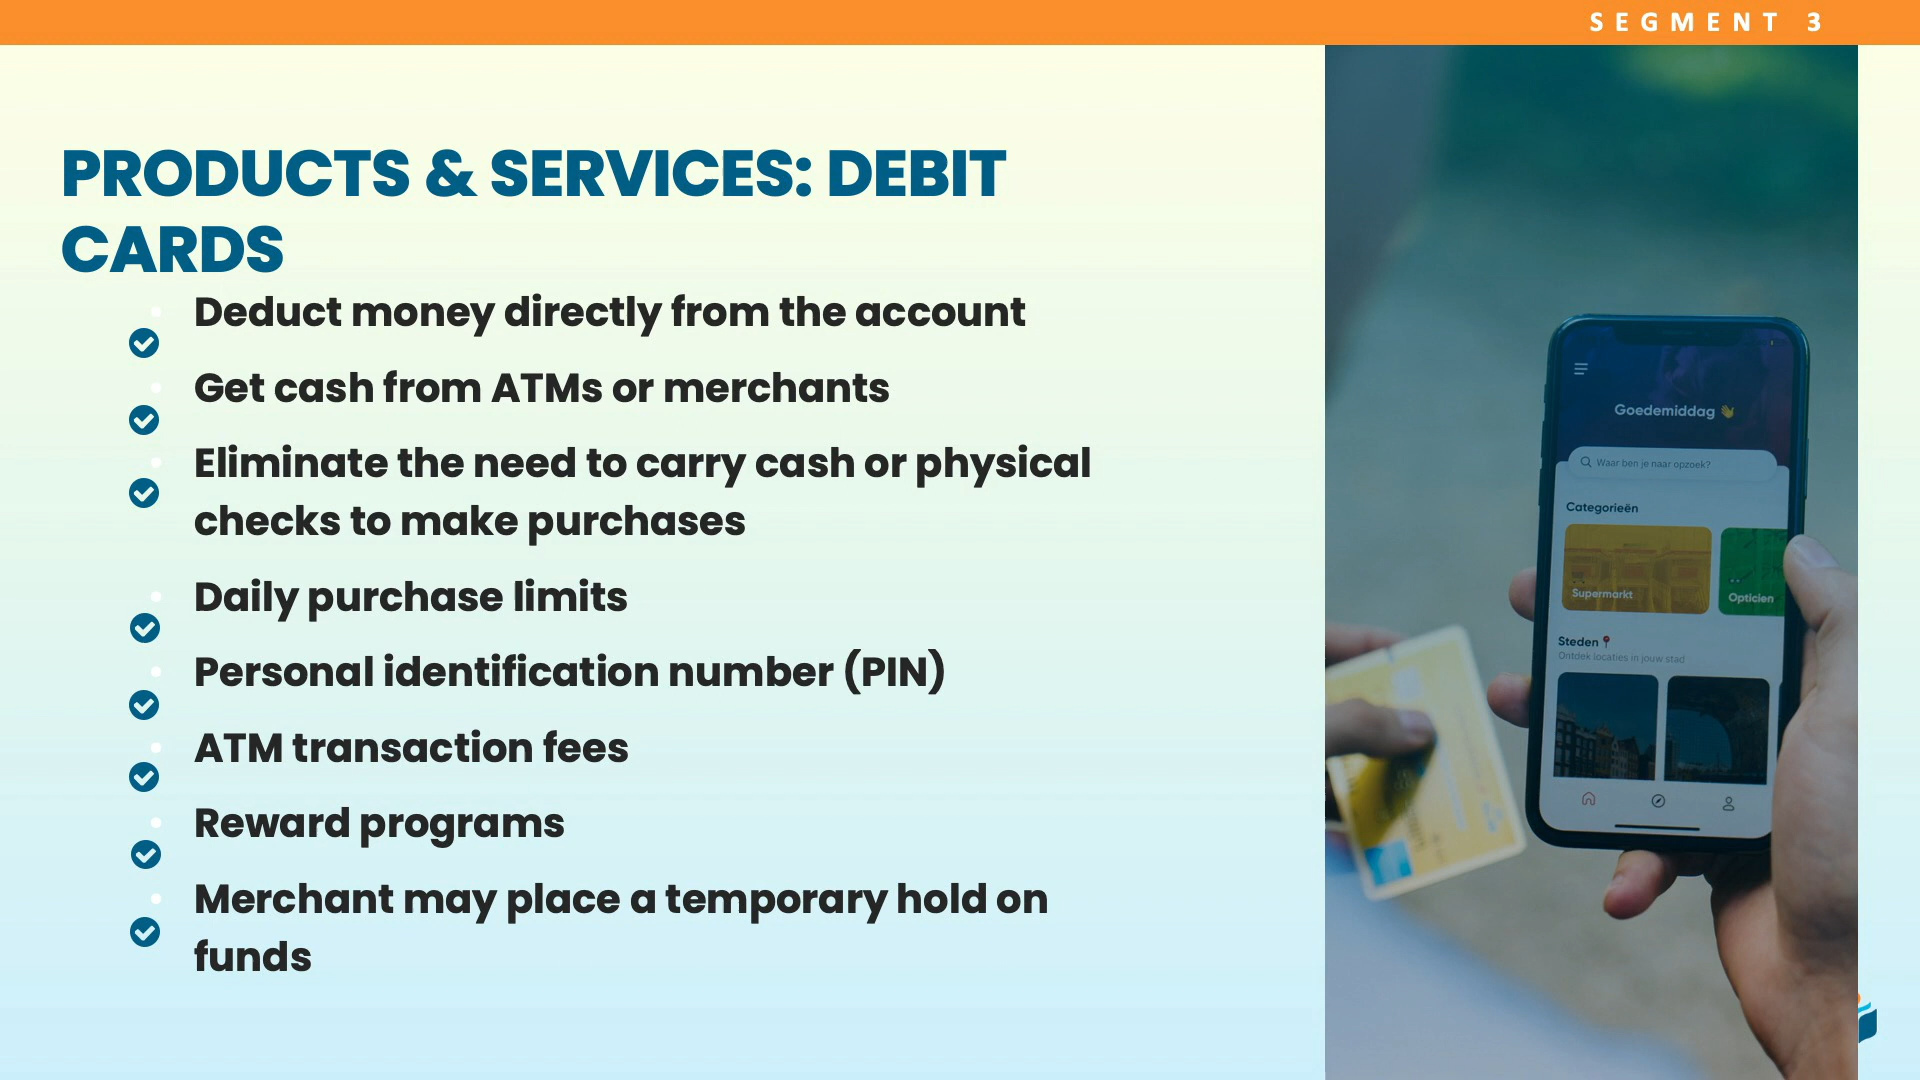 SEGMENT 3
PRODUCTS & SERVICES: DEBIT
CARDS
Deduct money directly from the account
Get cash from ATMs or merchants
Eliminate the need to carry cash or physical
checks to make purchases
Daily purchase limits
Personal identification number (PIN)
ATM transaction fees
Reward programs
Merchant may place a temporary hold on
funds
Goedemiddag 👋
Waar ben je naar opzoek?
Categorieën
Supermarkt
Opticien
Steden📍
Ontdek locaties in jouw stad